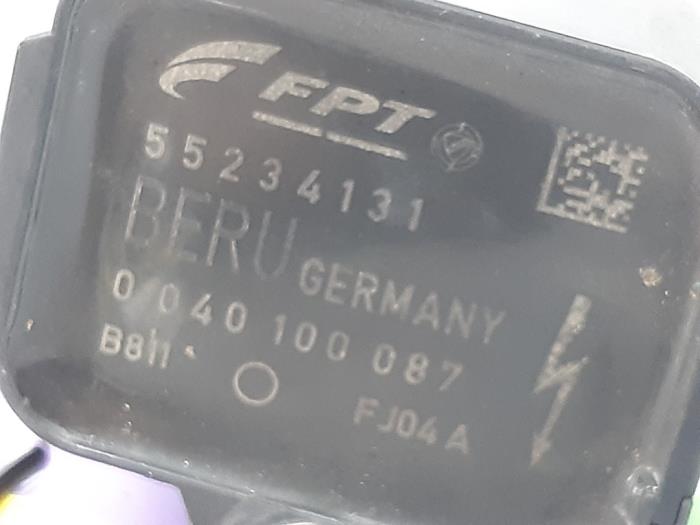 FPT
55234131
BERU GERMANY
0 040 100 087
B811
FJ04A